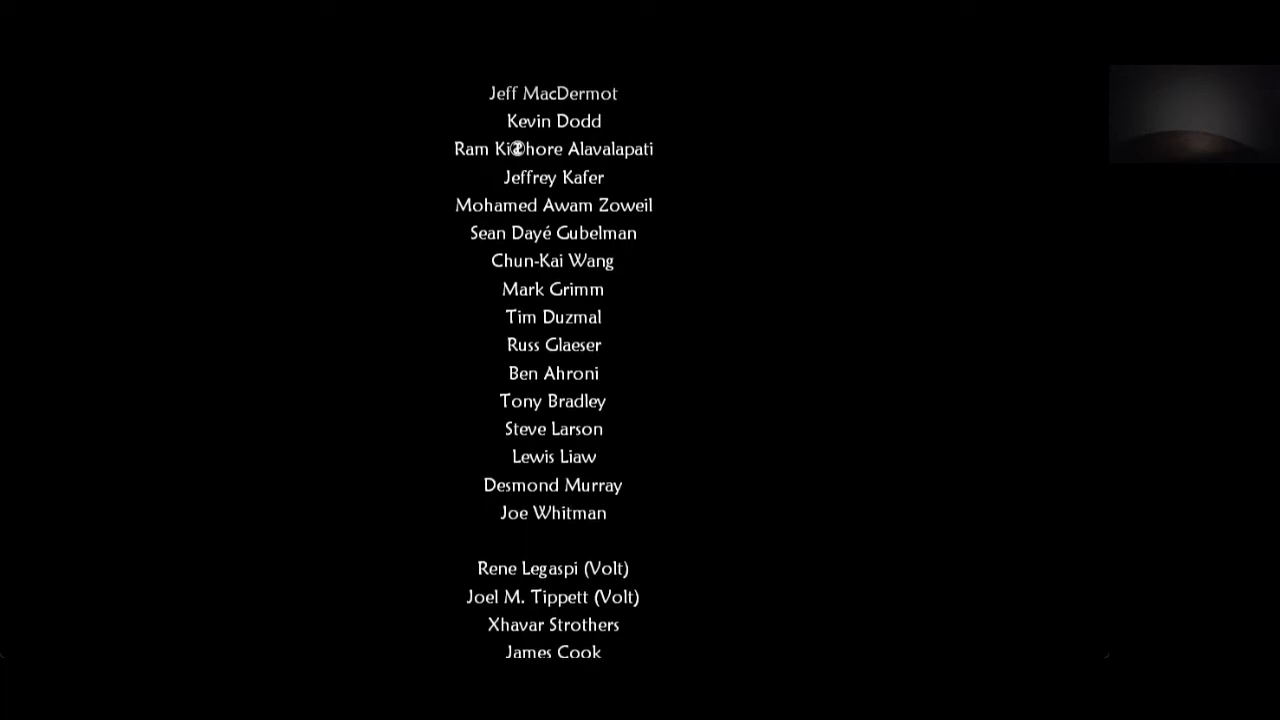 Jeff MacDermot
Kevin Dodd
Ram Alavalapati
Jeffrey Kafer
Mohamed Awam Zoweil
Sean Dayé Gubelman
Chun-Kai Wang
Mark Grimm
Tim Duzmal
Russ Glaeser
Ben Ahroni
Tony Bradley
Steve Larson
Lewis Liaw
Desmond Murray
Joe Whitman
Rene Legaspi (Volt)
Joel M. Tippett (Volt)
Xhavar Strothers
James Cook